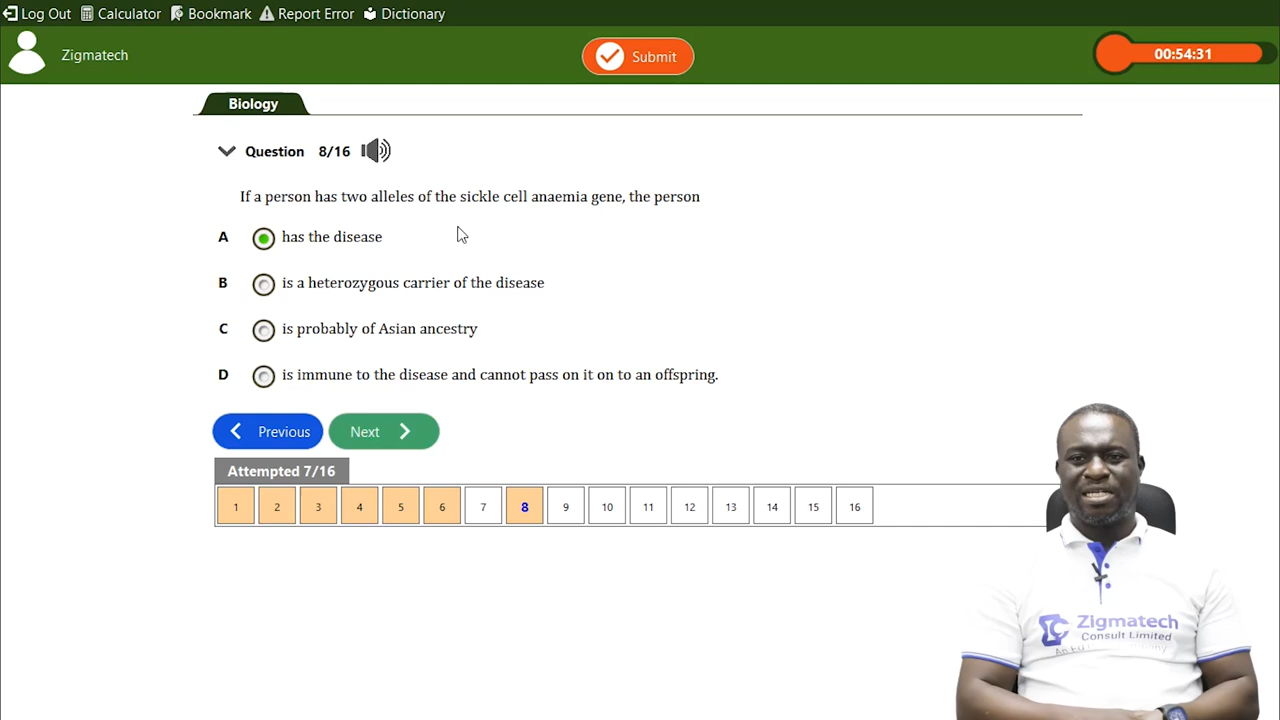 Log Out Calculator Bookmark Report Error Dictionary
Zigmatech
Submit
00:54:31
Biology
Question 8/16
If a person has two alleles of the sickle cell anaemia gene, the person
A has the disease
B is a heterozygous carrier of the disease
C is probably of Asian ancestry
D is immune to the disease and cannot pass on it on to an offspring.
Previous Next
Attempted 7/16
1 2 3 4 5 6 7 8 9 10 11 12 13 14 15 16
Zigmatech
Consult Limited